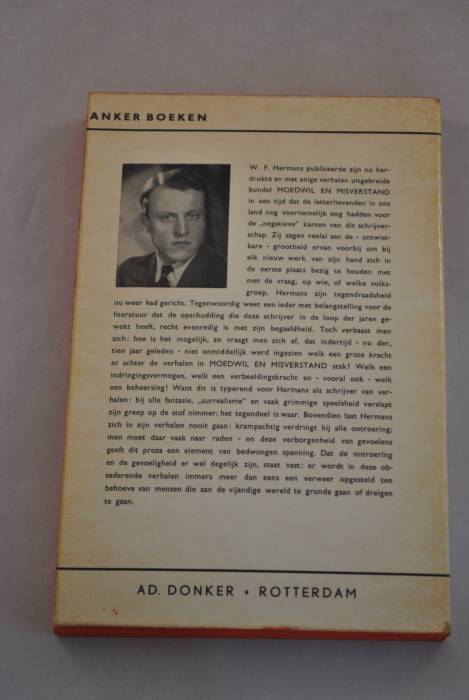 ANKER BOEKEN
W. F. Hermans publiceerde zijn nu her-
drukte en met enige verhalen uitgebreide
bundel MOEDWIL EN MISVERSTAND
in een tijd dat de letterlievenden in ons
land nog voornamelijk oog hadden voor
de „negatieve" kanten van dit schrijver-
schap. Zij zagen veelal aan de - ontwist-
bare - grootheid ervan voorbij om bij
elk nieuw werk van zijn hand zich in
de eerste plaats bezig te houden met
met de vraag, op wie, of welke volks-
groep, Hermans zijn tegendraadsheid
nu weer had gericht. Tegenwoordig weet een ieder met belangstelling voor de
literatuur dat de opschudding die deze schrijver in de loop der jaren ge-
wekt heeft, recht evenredig is met zijn begaafdheid. Toch verbaast men
zich: hoe is het mogelijk, zo vraagt men zich af, dat indertijd - nu der,
tien jaar geleden - niet onmiddellijk werd ingezien welk een grote kracht
er achter de verhalen in MOEDWIL EN MISVERSTAND stak! Welk een
indringingsvermogen, welk een verbeeldingskracht en - vooral ook - welk
een beheersing! Want dit is typerend voor Hermans als schrijver van ver-
halen: bij alle fantasie, „surrealisme" en vaak grimmige speelsheid verslapt
zijn greep op de stof nimmer; het tegendeel is waar. Bovendien laat Hermans
zich in zijn verhalen nooit gaan: krampachtig verdringt hij alle ontroering;
men moet daar vaak naar raden - en deze verborgenheid van gevoelens
geeft dit proza een element van bedwongen spanning. Dat de ontroering
en de gevoeligheid er wel degelijk zijn, staat vast: er wordt in deze ob-
sederende verhalen immers meer dan eens een verweer opgesteld ten
behoeve van mensen die aan de vijandige wereld te gronde gaan of dreigen
te gaan.
AD. DONKER • ROTTERDAM